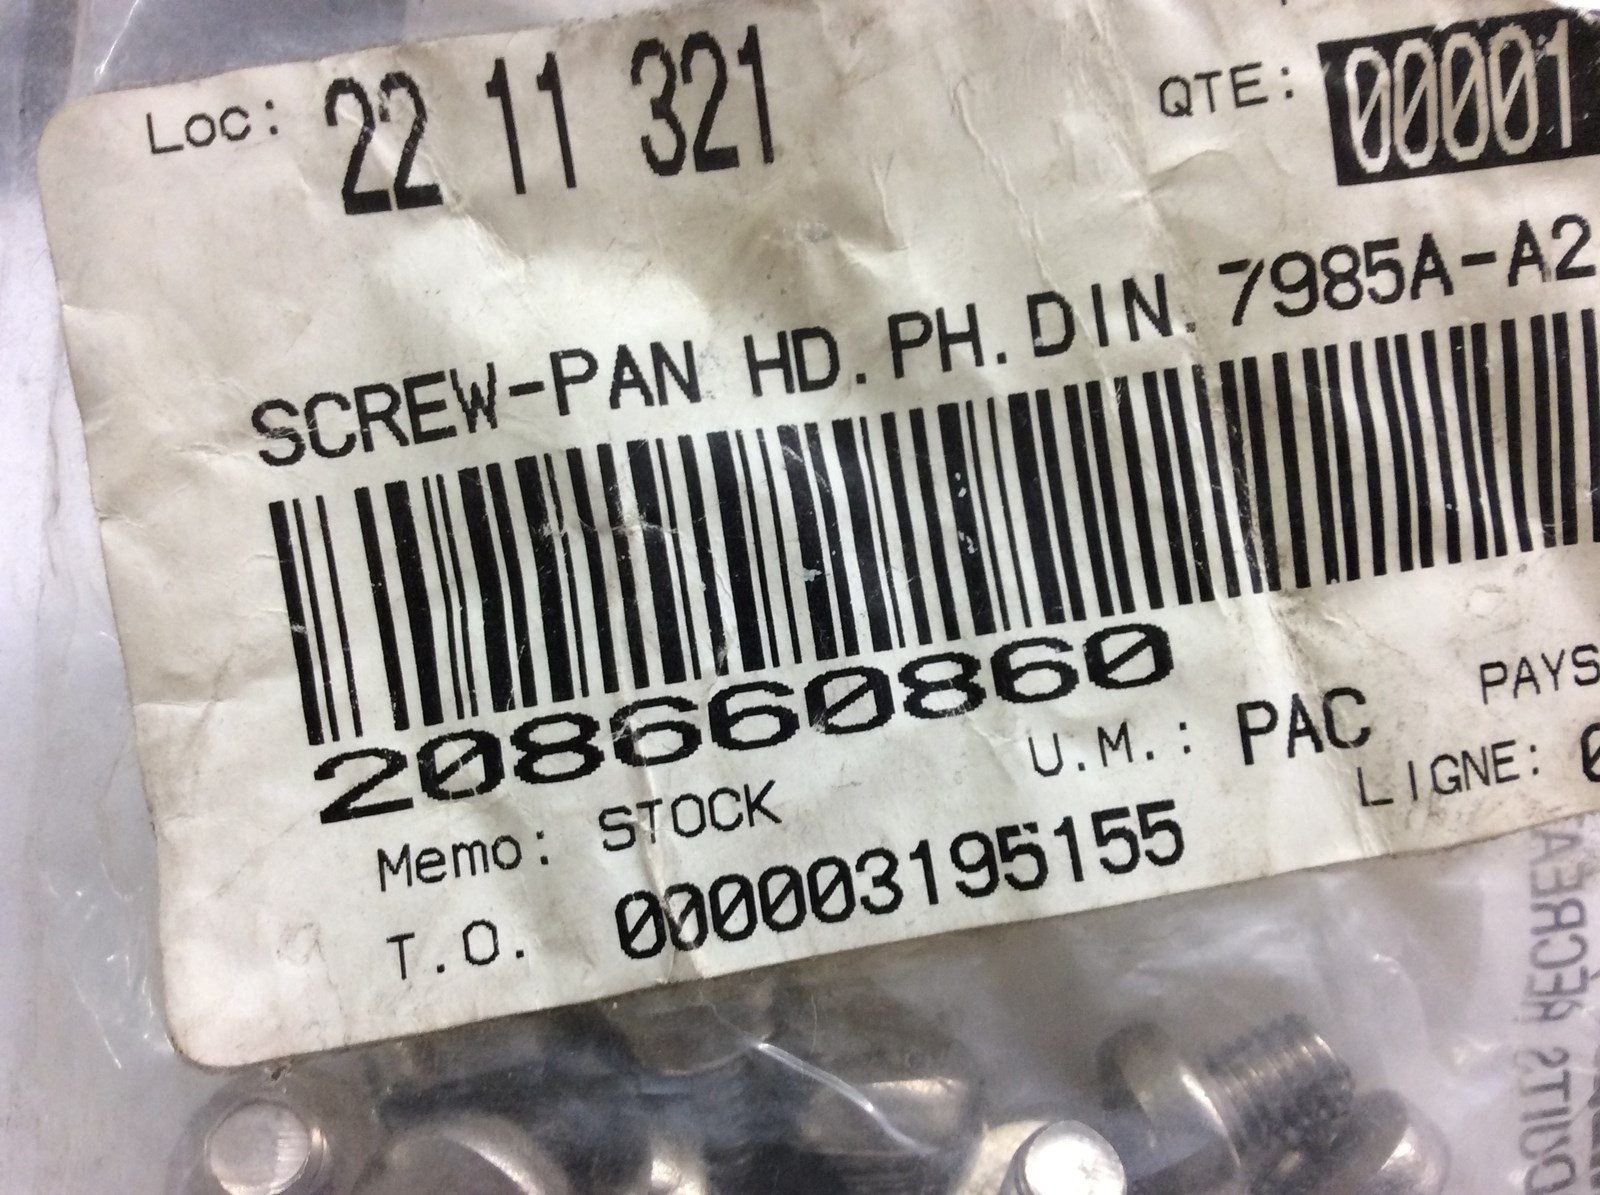 Loc: 22 11 321 QTE: 00001
SCREW-PAN HD.PH.DIN.7985A-A2
208660860
U.M.: PAC PAYS
Memo: STOCK LIGNE: 0
T.O. 000003195155